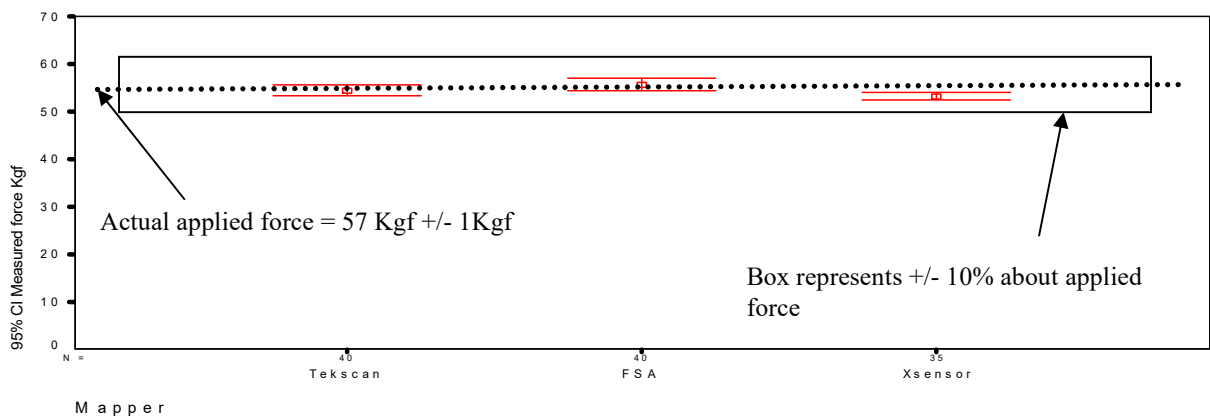 70
60
50
40
30
20
10
0
95% CI Measured force Kgf
Actual applied force = 57 Kgf +/- 1Kgf
Box represents +/- 10% about applied
force
N = 40 40 35
Tekscan FSA Xsensor
Mapper